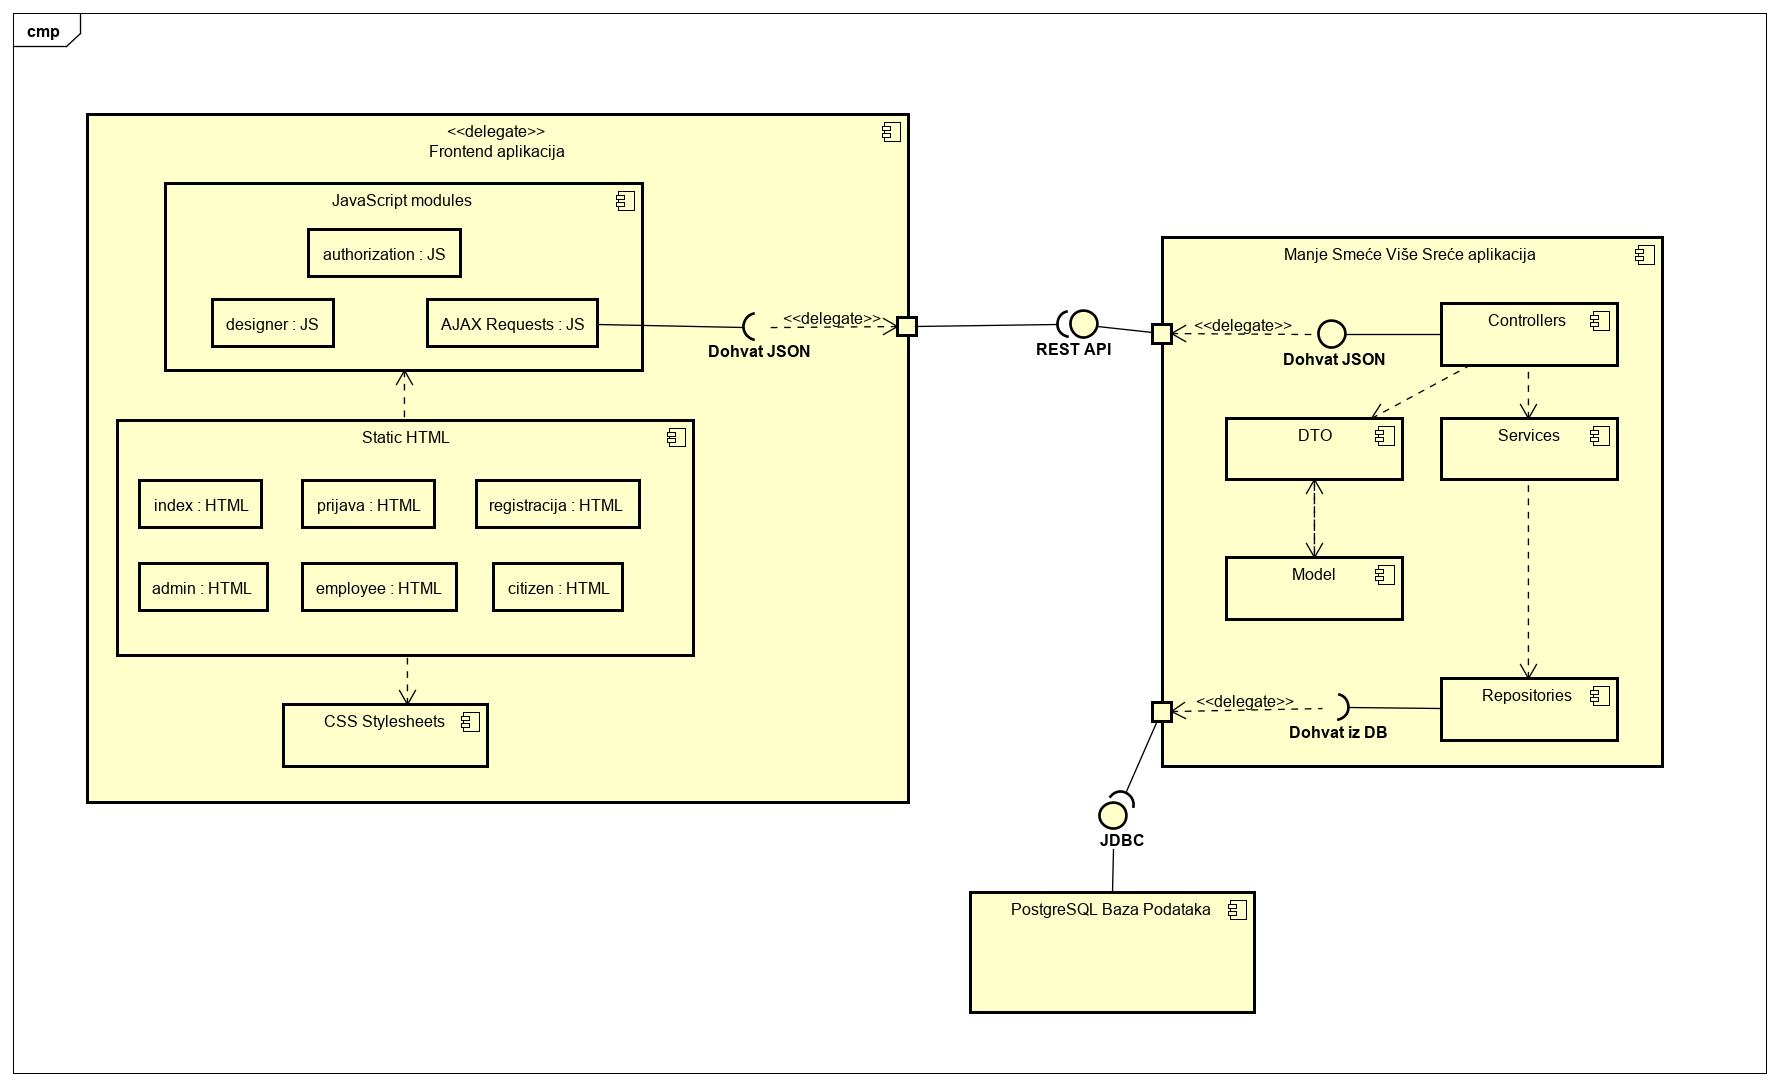 cmp
<<delegate>>
Frontend aplikacija
JavaScript modules
authorization : JS
designer : JS
AJAX Requests : JS
Dohvat JSON
<<delegate>>
Static HTML
index : HTML
prijava : HTML
registracija : HTML
admin : HTML
employee : HTML
citizen : HTML
CSS Stylesheets
REST API
Manje Smeće Više Sreće aplikacija
<<delegate>>
Dohvat JSON
Controllers
DTO
Services
Model
Repositories
<<delegate>>
Dohvat iz DB
JDBC
PostgreSQL Baza Podataka